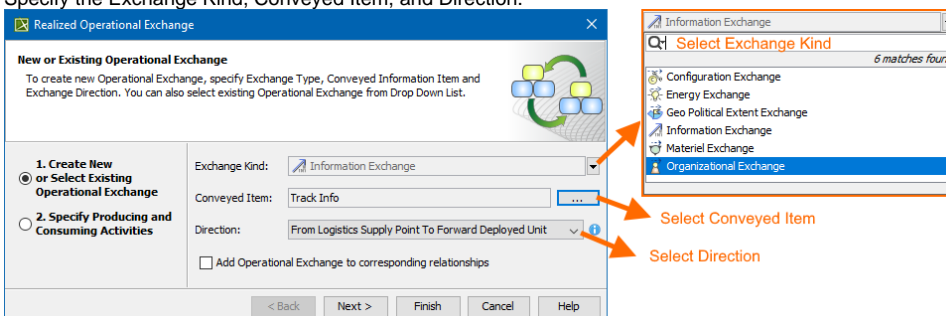 Specify the Exchange Kind, Conveyed Item, and Direction.
Realized Operational Exchange
New or Existing Operational Exchange
To create new Operational Exchange, specify Exchange Type, Conveyed Information Item and
Exchange Direction. You can also select existing Operational Exchange from Drop Down List.
1. Create New
or Select Existing
Operational Exchange
2. Specify Producing and
Consuming Activities
Exchange Kind:
Information Exchange
Conveyed Item:
Track Info
...
Direction:
From Logistics Supply Point To Forward Deployed Unit
Add Operational Exchange to corresponding relationships
< Back
Next >
Finish
Cancel
Help
Information Exchange
Select Exchange Kind
6 matches foun
Configuration Exchange
Energy Exchange
Geo Political Extent Exchange
Information Exchange
Materiel Exchange
Organizational Exchange
Select Conveyed Item
Select Direction